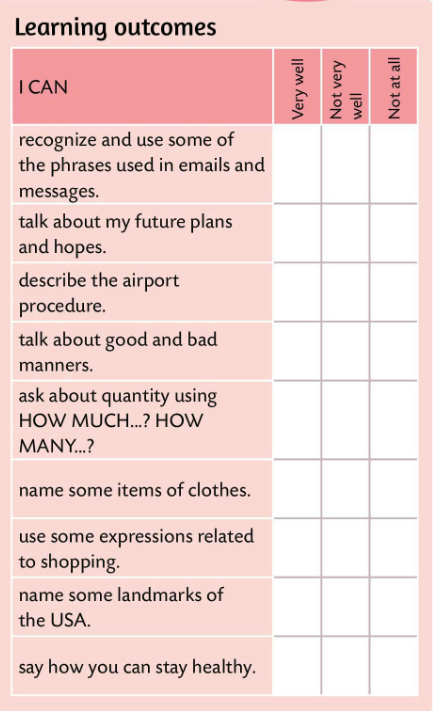 Learning outcomes
I CAN
Very well
Not very
well
Not at all
recognize and use some of
the phrases used in emails and
messages.
talk about my future plans
and hopes.
describe the airport
procedure.
talk about good and bad
manners.
ask about quantity using
HOW MUCH...? HOW
MANY...?
name some items of clothes.
use some expressions related
to shopping.
name some landmarks of
the USA.
say how you can stay healthy.